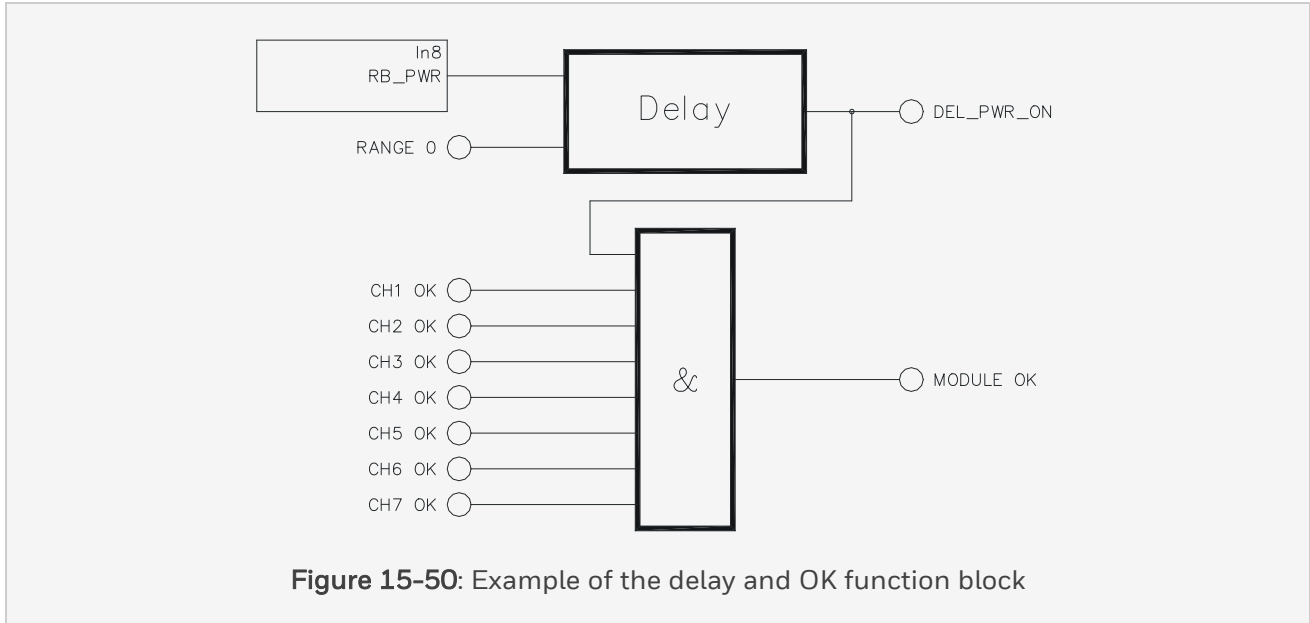 In8
RB_PWR
Delay
DEL_PWR_ON
RANGE 0
CH1 OK
CH2 OK
CH3 OK
CH4 OK
&
MODULE OK
CH5 OK
CH6 OK
CH7 OK
Figure 15-50: Example of the delay and OK function block